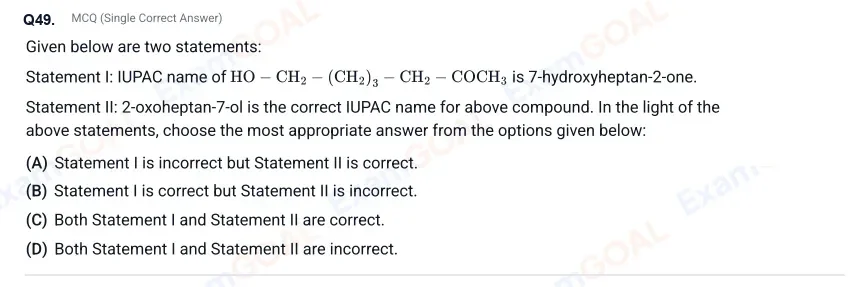 Q49. MCQ (Single Correct Answer)
Given below are two statements:
Statement I: IUPAC name of HO − CH₂ − (CH₂)₃ − CH₂ − COCH₃ is 7-hydroxyheptan-2-one.
Statement II: 2-oxoheptan-7-ol is the correct IUPAC name for above compound. In the light of the
above statements, choose the most appropriate answer from the options given below:
(A) Statement I is incorrect but Statement II is correct.
(B) Statement I is correct but Statement II is incorrect.
(C) Both Statement I and Statement II are correct.
(D) Both Statement I and Statement II are incorrect.